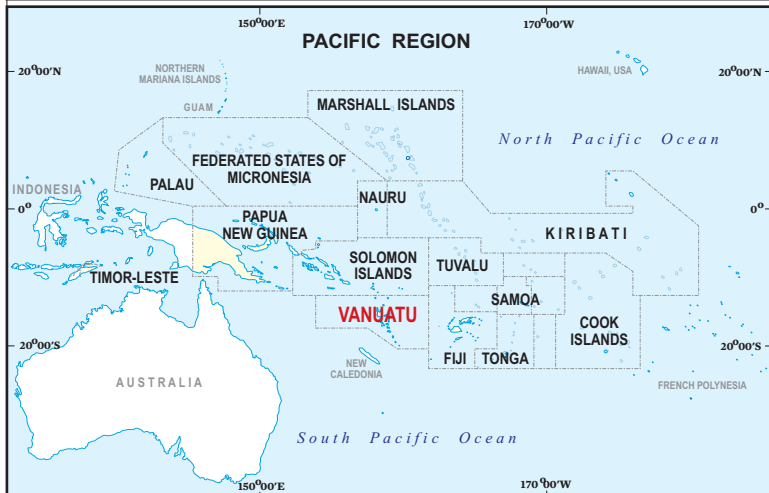 150°00'E
170°00'W
PACIFIC REGION
20°00'N
NORTHERN
MARIANA ISLANDS
HAWAII, USA
20°00'N
GUAM
MARSHALL ISLANDS
North Pacific Ocean
FEDERATED STATES OF
MICRONESIA
INDONESIA
PALAU
NAURU
0°
0°
PAPUA
NEW GUINEA
KIRIBATI
SOLOMON
ISLANDS
TUVALU
TIMOR-LESTE
SAMOA
VANUATU
COOK
ISLANDS
20°00'S
20°00'S
NEW
CALEDONIA
FIJI
TONGA
AUSTRALIA
FRENCH POLYNESIA
South Pacific Ocean
150°00'E
170°00'W